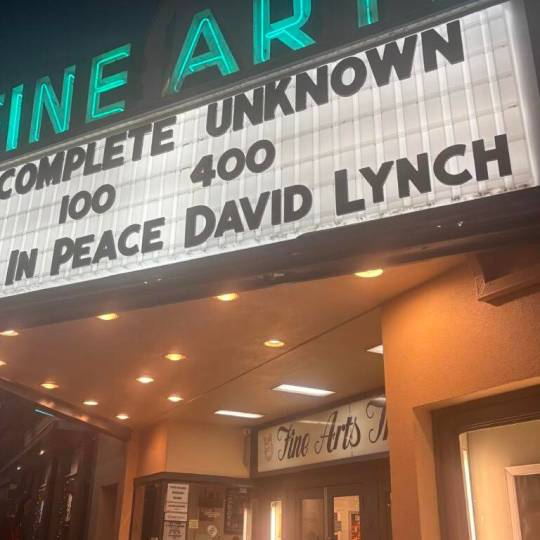 FINE ART
COMPLETE UNKNOWN
100 400
IN PEACE DAVID LYNCH
Fine Arts T